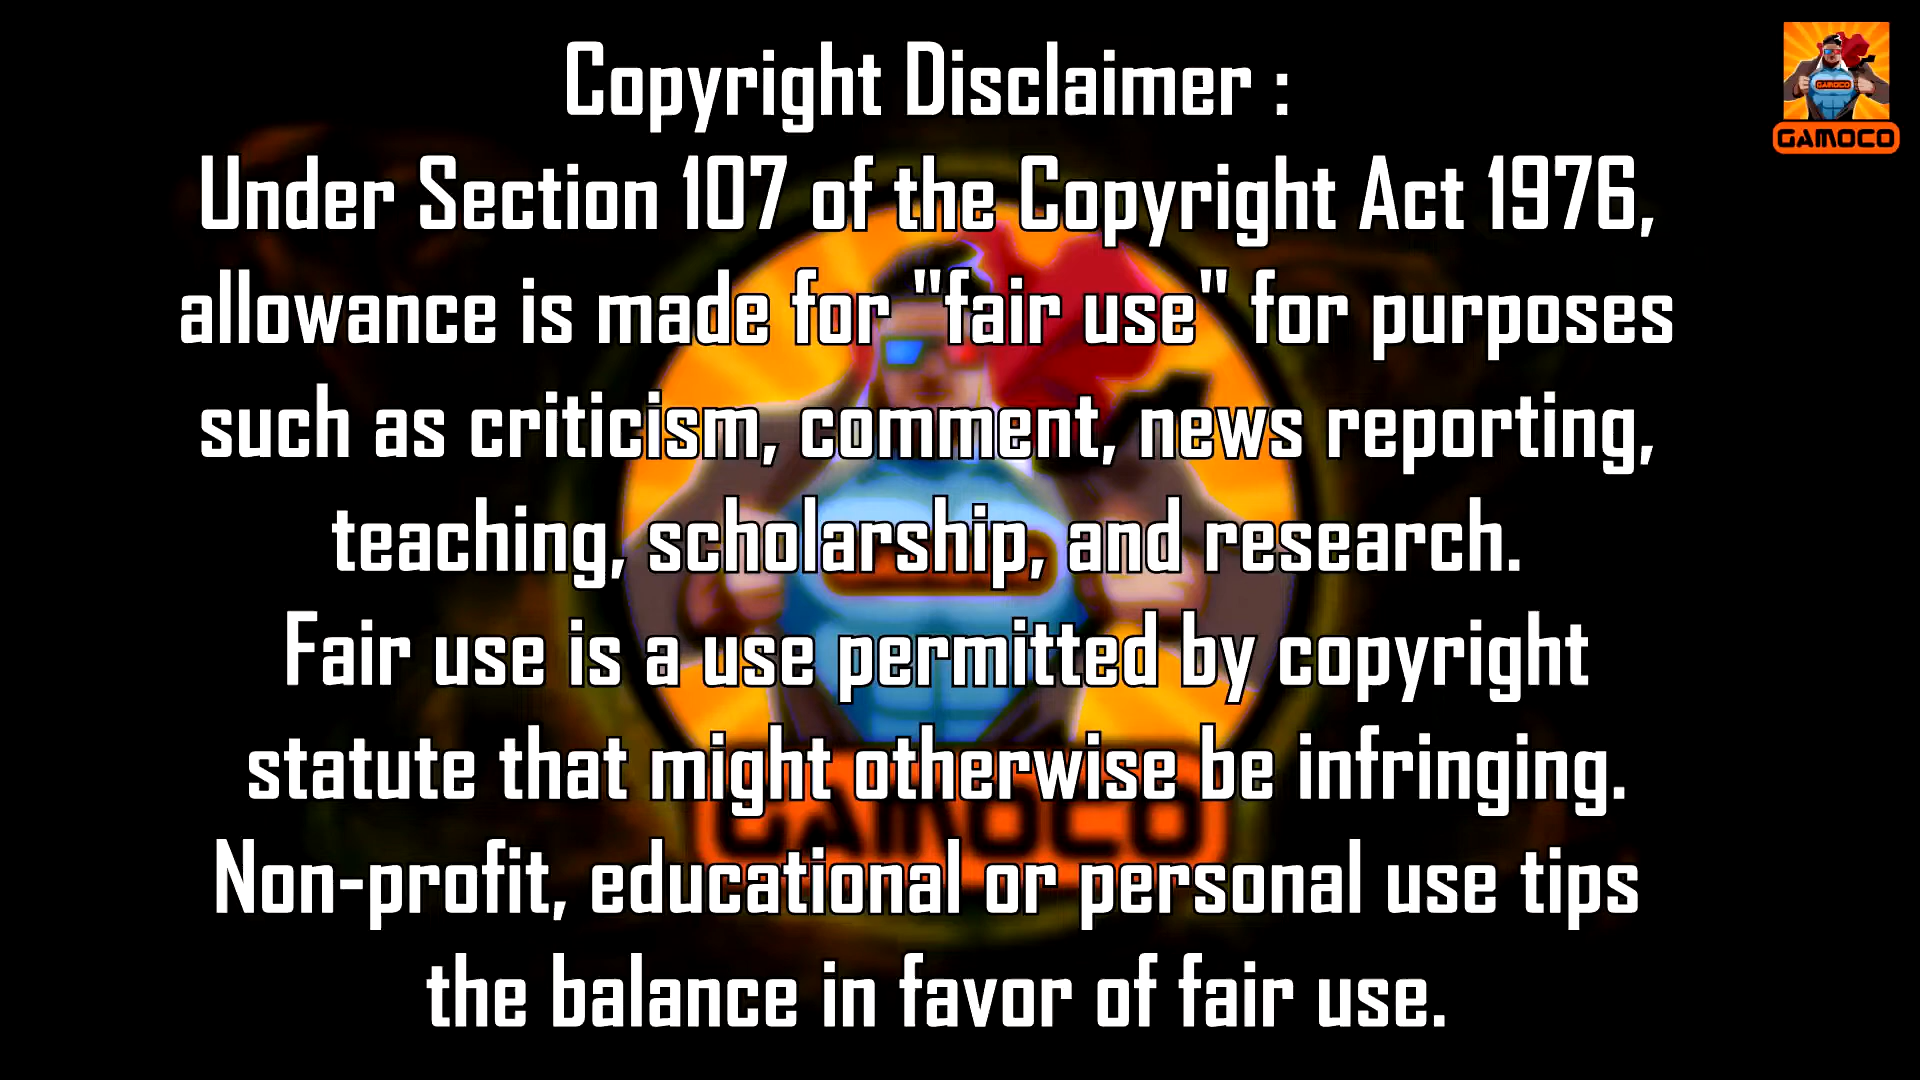 Copyright Disclaimer :
GAMOCO
GAMOCO
Under Section 107 of the Copyright Act 1976,
allowance is made for "fair use" for purposes
such as criticism, comment, news reporting,
teaching, scholarship, and research.
Fair use is a use permitted by copyright
statute that might otherwise be infringing.
GAMOCO
Non-profit, educational or personal use tips
the balance in favor of fair use.